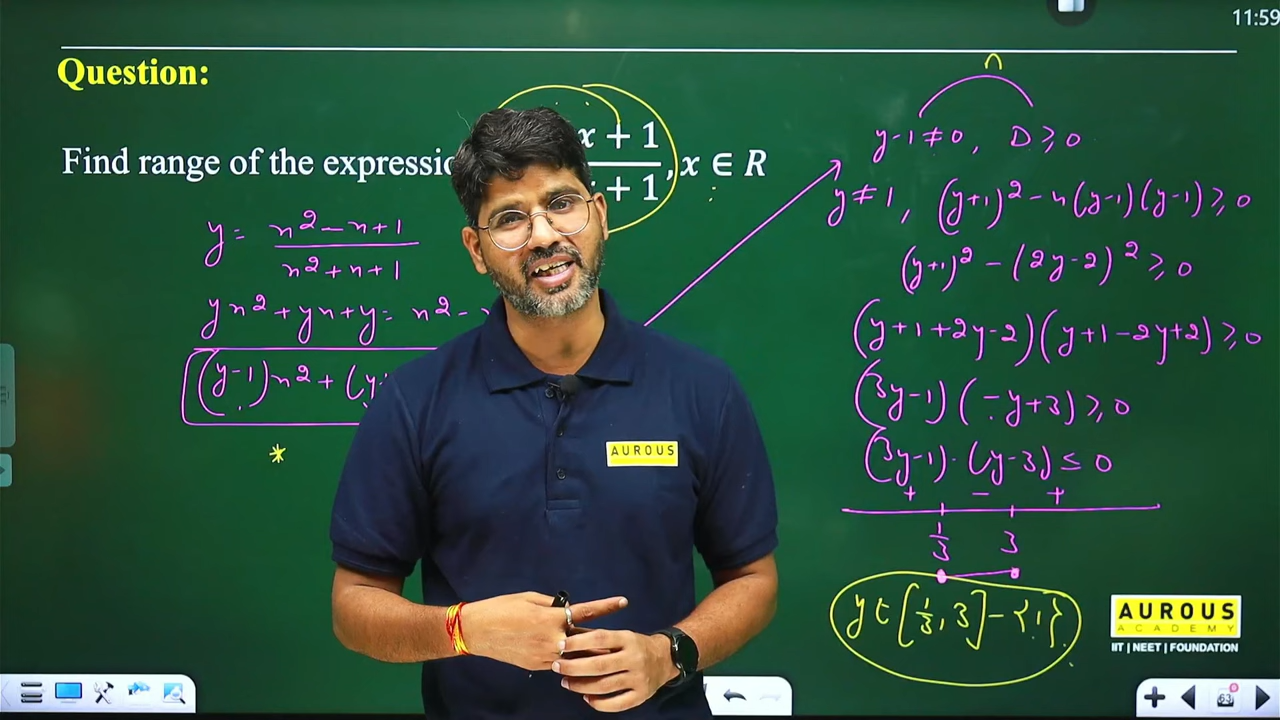 11:59
Question:
Find range of the expressio x + 1 / + 1 , x ∈ R
y = x² - x + 1 / x² + x + 1
yx² + yx + y = x² -
(y-1)x² + (y
*
∩
y-1≠0, D≥0
y≠1, (y+1)²-4(y-1)(y-1)≥0
(y+1)² - (2y-2)² ≥0
(y+1+2y-2)(y+1-2y+2)≥0
(3y-1)(-y+3)≥0
(3y-1)·(y-3)≤0
+ - +
1/3 3
y∈[1/3,3]-{1}
AUROUS
AUROUS
ACADEMY
IIT | NEET | FOUNDATION
63